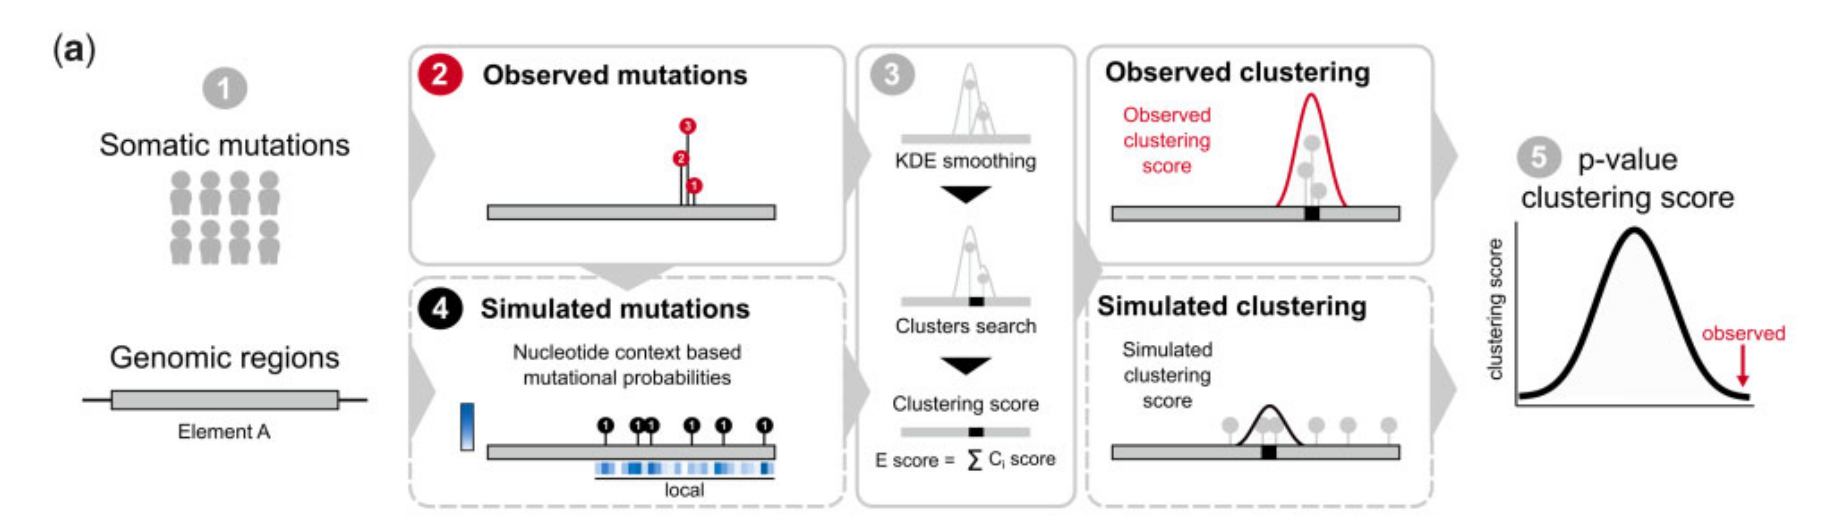 (a)
1
Somatic mutations
Genomic regions
Element A
2 Observed mutations
3
2
1
4 Simulated mutations
Nucleotide context based
mutational probabilities
1 1 1 1 1 1
local
3
KDE smoothing
Clusters search
Clustering score
E score = ∑ Ci score
Observed clustering
Observed
clustering
score
Simulated clustering
Simulated
clustering
score
5 p-value
clustering score
clustering score
observed